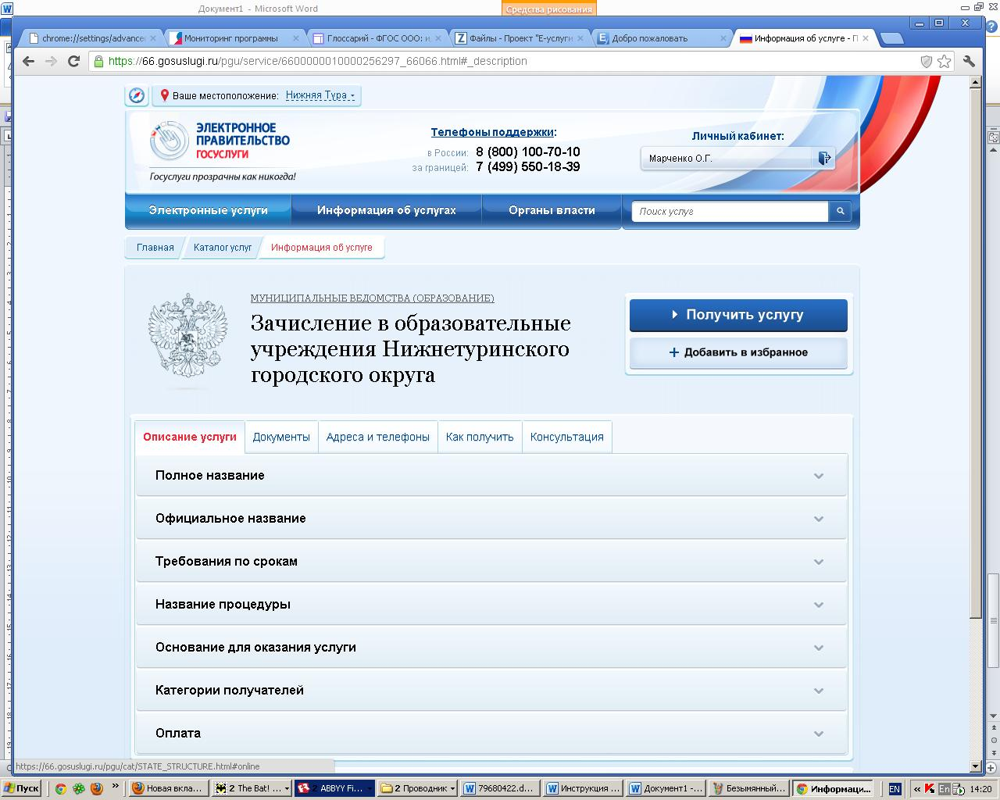 Документ1 - Microsoft Word
Средства рисования
chrome://settings/advance
Мониторинг программы
Глоссарий - ФГОС ООО: и
Файлы - Проект "Е-услуги
Добро пожаловать
Информация об услуге - П
https://66.gosuslugi.ru/pgu/service/6600000010000256297_66066.html#_description
Ваше местоположение: Нижняя Тура
ЭЛЕКТРОННОЕ
ПРАВИТЕЛЬСТВО
ГОСУСЛУГИ
Госуслуги прозрачны как никогда!
Телефоны поддержки:
в России: 8 (800) 100-70-10
за границей: 7 (499) 550-18-39
Личный кабинет:
Марченко О.Г.
Электронные услуги
Информация об услугах
Органы власти
Поиск услуг
Главная
Каталог услуг
Информация об услуге
МУНИЦИПАЛЬНЫЕ ВЕДОМСТВА (ОБРАЗОВАНИЕ)
Зачисление в образовательные
учреждения Нижнетуринского
городского округа
Получить услугу
+ Добавить в избранное
Описание услуги
Документы
Адреса и телефоны
Как получить
Консультация
Полное название
Официальное название
Требования по срокам
Название процедуры
Основание для оказания услуги
Категории получателей
Оплата
https://66.gosuslugi.ru/pgu/cat/STATE_STRUCTURE.html#online
Пуск
»
Новая вкла...
2 The Bat! ...
2 ABBYY Fi...
2 Проводник
79680422.d...
Инструкция ...
Документ1 -...
Безымянный...
Информаци...
EN
«
En
14:20